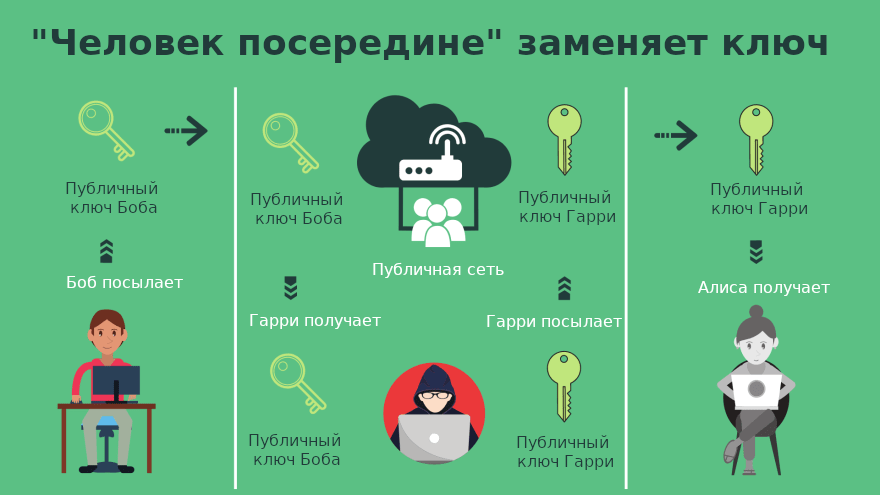 "Человек посередине" заменяет ключ
Публичный
ключ Боба
Боб посылает
Публичный
ключ Боба
Гарри получает
Публичный
ключ Боба
Публичная сеть
Публичный
ключ Гарри
Гарри посылает
Публичный
ключ Гарри
Публичный
ключ Гарри
Алиса получает